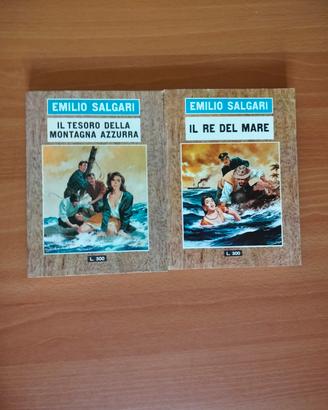 EMILIO SALGARI
IL TESORO DELLA
MONTAGNA AZZURRA
L. 300
EMILIO SALGARI
IL RE DEL MARE
L. 300